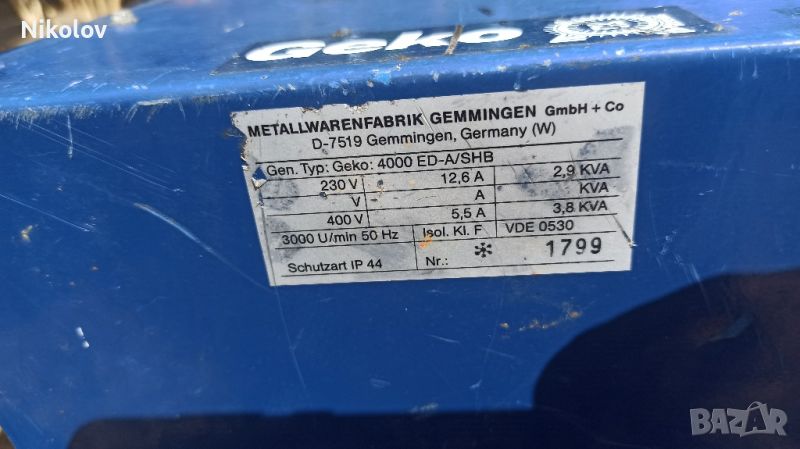 Nikolov
Geko
METALLWARENFABRIK GEMMINGEN GmbH + Co
D-7519 Gemmingen, Germany (W)
Gen. Typ: Geko: 4000 ED-A/SHB
230 V 12,6 A 2,9 KVA
V A KVA
400 V 5,5 A 3,8 KVA
3000 U/min 50 Hz Isol. Kl. F VDE 0530
Schutzart IP 44 Nr.: * 1799
BAZAR